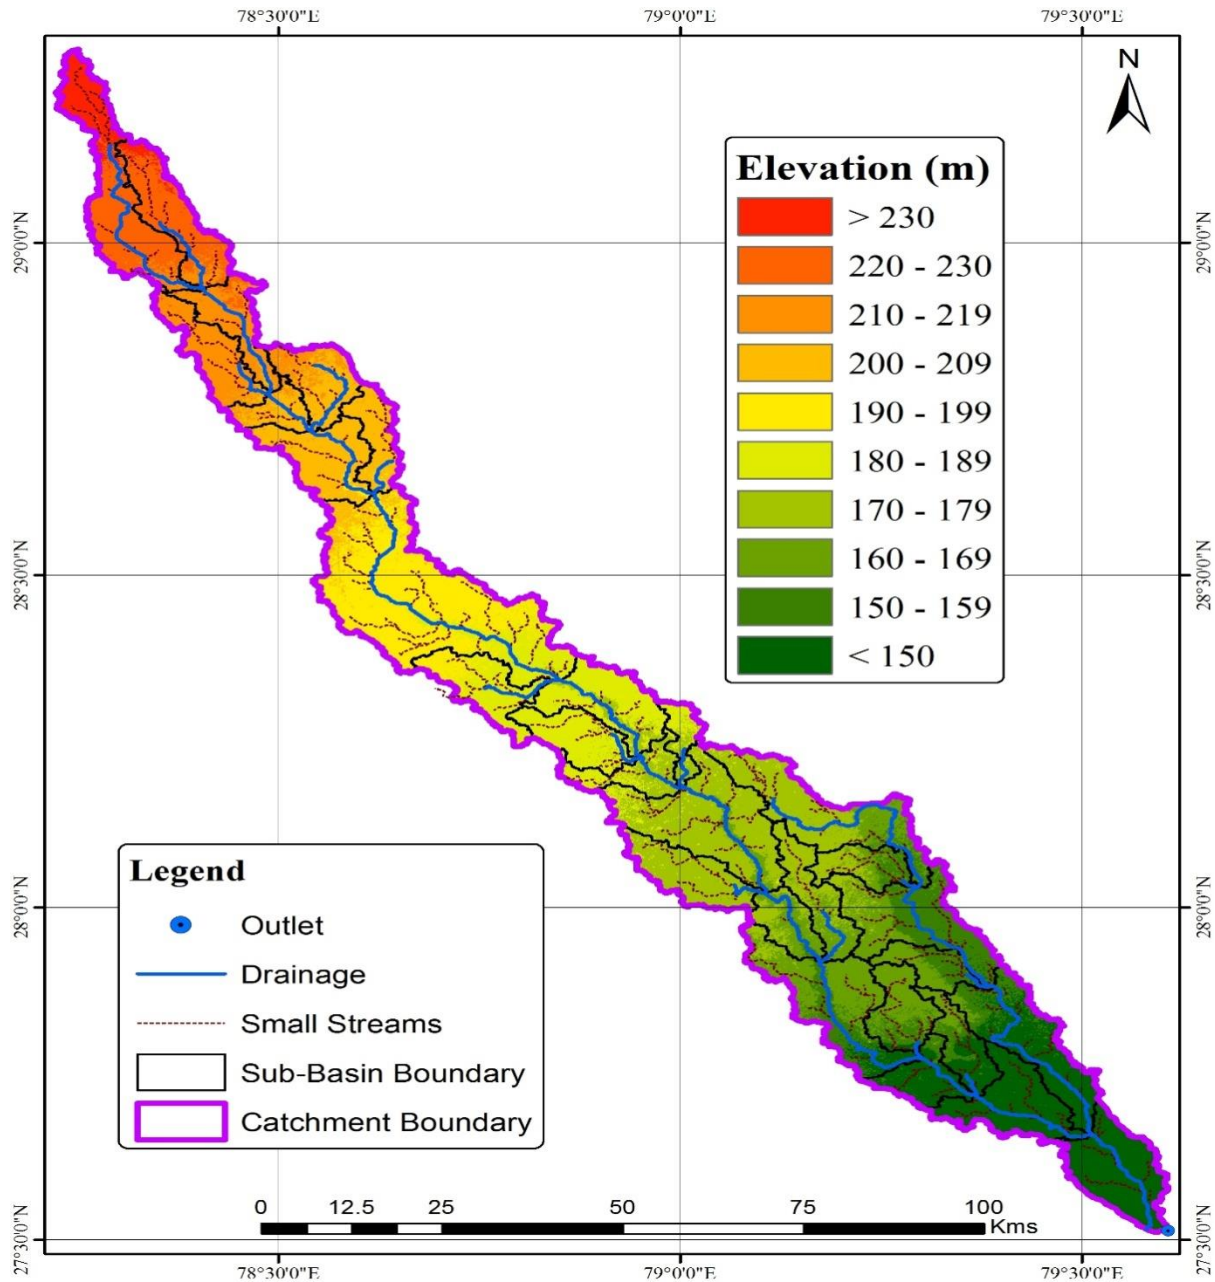 78°30'0"E 79°0'0"E 79°30'0"E
N
Elevation (m)
> 230
220 - 230
210 - 219
200 - 209
190 - 199
180 - 189
170 - 179
160 - 169
150 - 159
< 150
29°0'0"N 29°0'0"N
28°30'0"N 28°30'0"N
28°0'0"N 28°0'0"N
27°30'0"N 27°30'0"N
Legend
Outlet
Drainage
Small Streams
Sub-Basin Boundary
Catchment Boundary
0 12.5 25 50 75 100
Kms
78°30'0"E 79°0'0"E 79°30'0"E